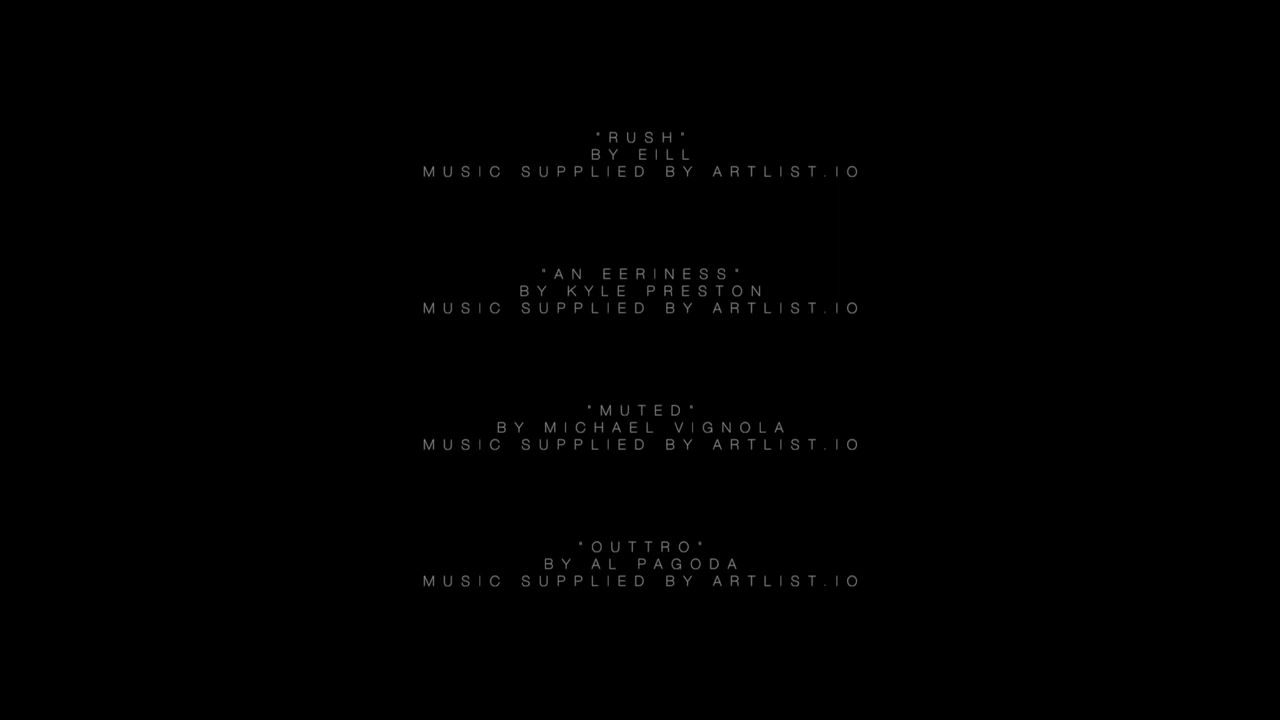 "RUSH"
BY EILL
MUSIC SUPPLIED BY ARTLIST.IO
"AN EERINESS"
BY KYLE PRESTON
MUSIC SUPPLIED BY ARTLIST.IO
"MUTED"
BY MICHAEL VIGNOLA
MUSIC SUPPLIED BY ARTLIST.IO
"OUTTRO"
BY AL PAGODA
MUSIC SUPPLIED BY ARTLIST.IO